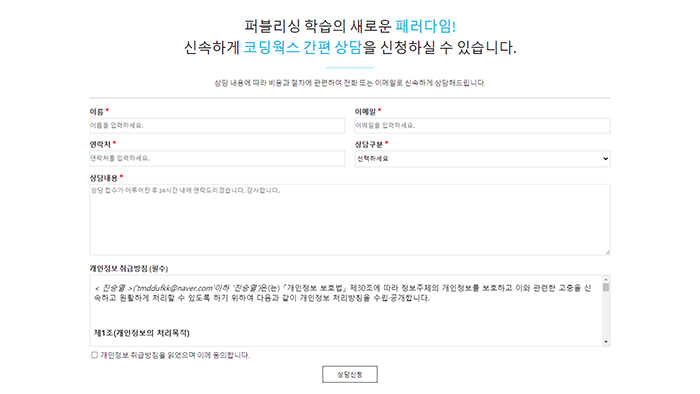 퍼블리싱 학습의 새로운 패러다임!
신속하게 코딩웍스 간편 상담을 신청하실 수 있습니다.
상담 내용에 따라 비용과 절차에 관련하여 전화 또는 이메일로 신속하게 상담해드립니다.
이름 *
이메일 *
이름을 입력하세요.
이메일을 입력하세요.
연락처 *
상담구분 *
연락처를 입력하세요.
선택하세요
상담내용 *
상담 접수가 이루어진 후 24시간 내에 연락드리겠습니다. 감사합니다.
개인정보 취급방침 (필수)
< 진승열 >('tmddufkk@naver.com'이하 '진승열')은(는) 「개인정보 보호법」 제30조에 따라 정보주체의 개인정보를 보호하고 이와 관련한 고충을 신
속하고 원활하게 처리할 수 있도록 하기 위하여 다음과 같이 개인정보 처리방침을 수립·공개합니다.
제1조(개인정보의 처리목적)
개인정보 취급방침을 읽었으며 이에 동의합니다.
상담신청